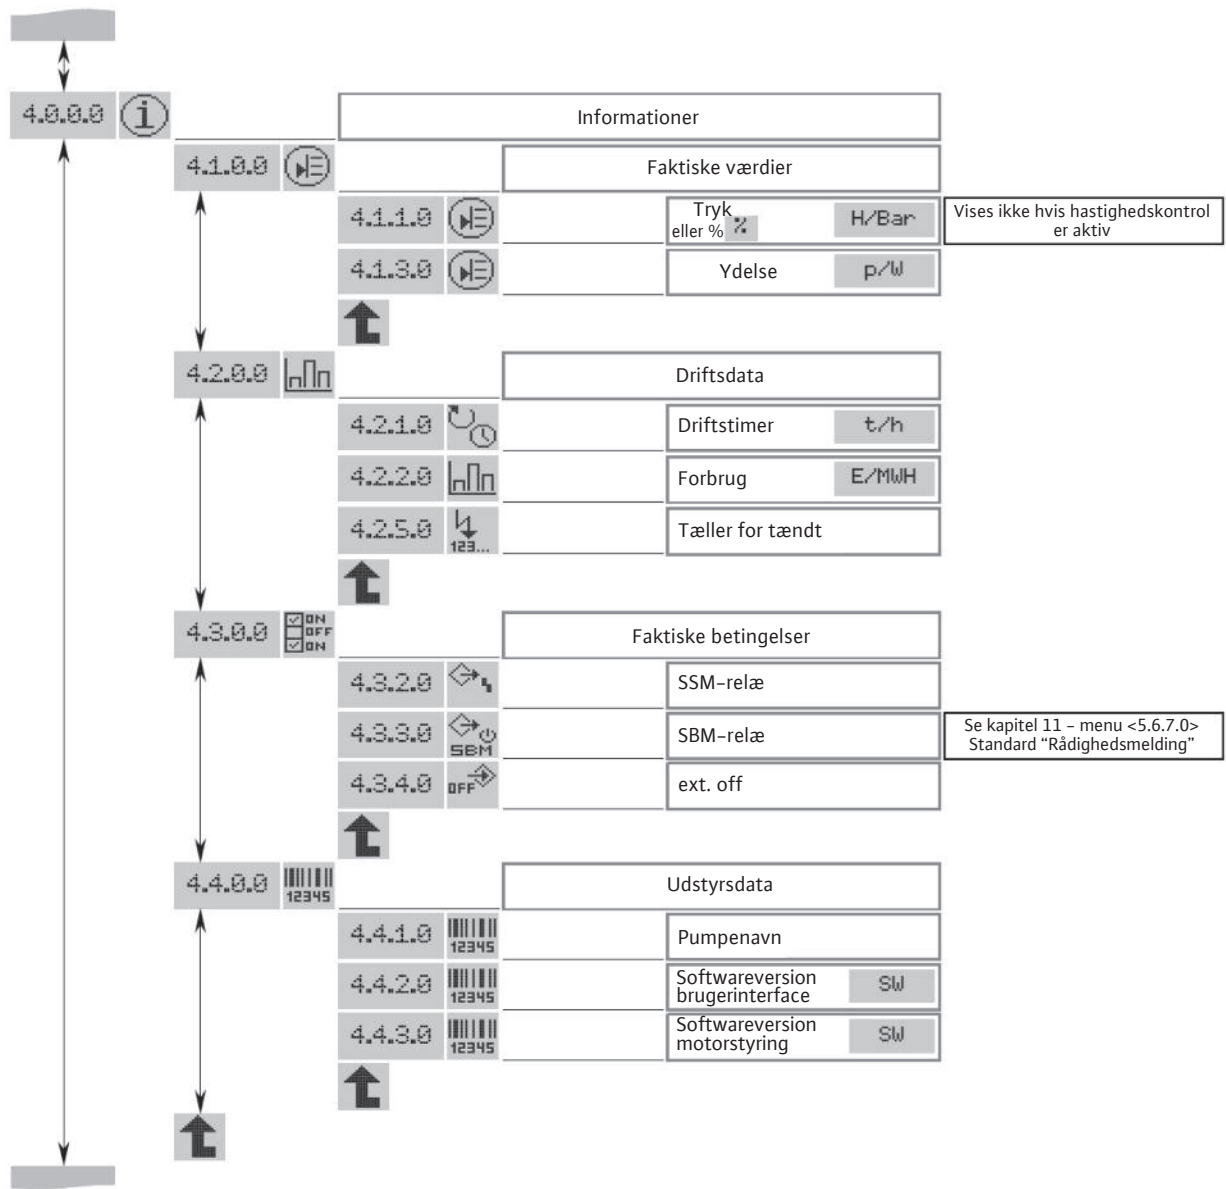 4.0.0.0 i Informationer
4.1.0.0 Faktiske værdier
4.1.1.0 Tryk H/Bar Vises ikke hvis hastighedskontrol
eller % % er aktiv
4.1.3.0 Ydelse p/W
4.2.0.0 Driftsdata
4.2.1.0 Driftstimer t/h
4.2.2.0 Forbrug E/MWH
4.2.5.0 123... Tæller for tændt
4.3.0.0 ON OFF ON Faktiske betingelser
4.3.2.0 SSM-relæ
4.3.3.0 SBM SBM-relæ Se kapitel 11 – menu <5.6.7.0>
Standard “Rådighedsmelding”
4.3.4.0 OFF ext. off
4.4.0.0 12345 Udstyrsdata
4.4.1.0 12345 Pumpenavn
4.4.2.0 12345 Softwareversion SW
brugerinterface
4.4.3.0 12345 Softwareversion SW
motorstyring